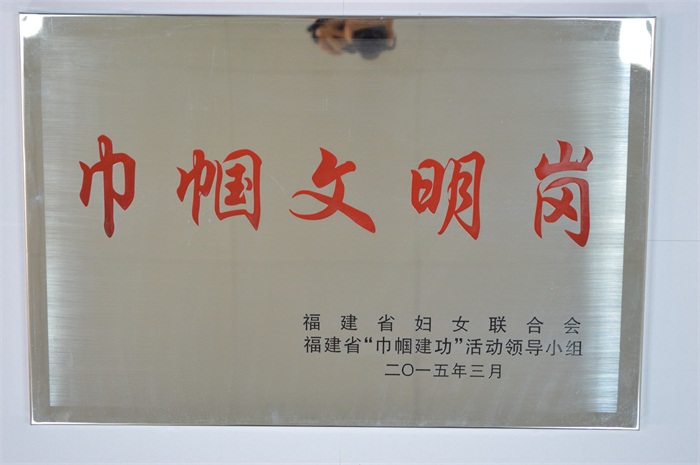 巾帼文明岗
福建省妇女联合会
福建省“巾帼建功”活动领导小组
二〇一五年三月